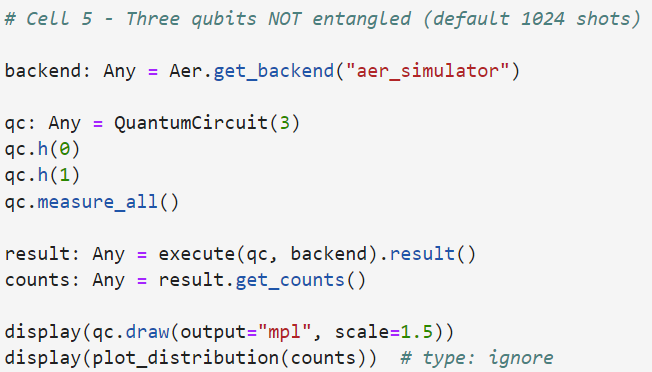 # Cell 5 - Three qubits NOT entangled (default 1024 shots)
backend: Any = Aer.get_backend("aer_simulator")
qc: Any = QuantumCircuit(3)
qc.h(0)
qc.h(1)
qc.measure_all()
result: Any = execute(qc, backend).result()
counts: Any = result.get_counts()
display(qc.draw(output="mpl", scale=1.5))
display(plot_distribution(counts))  # type: ignore